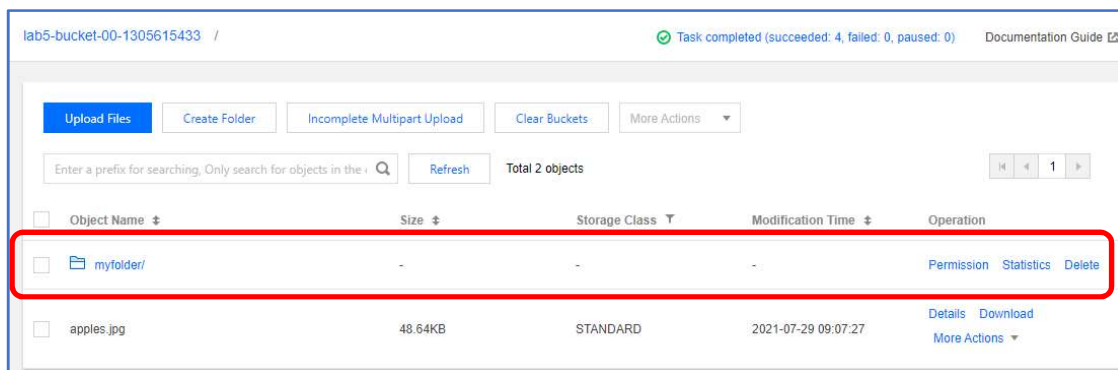 lab5-bucket-00-1305615433 / Task completed (succeeded: 4, failed: 0, paused: 0) Documentation Guide
Upload Files Create Folder Incomplete Multipart Upload Clear Buckets More Actions
Enter a prefix for searching, Only search for objects in the Refresh Total 2 objects 1
Object Name Size Storage Class Modification Time Operation
myfolder/ - - - Permission Statistics Delete
apples.jpg 48.64KB STANDARD 2021-07-29 09:07:27 Details Download
More Actions